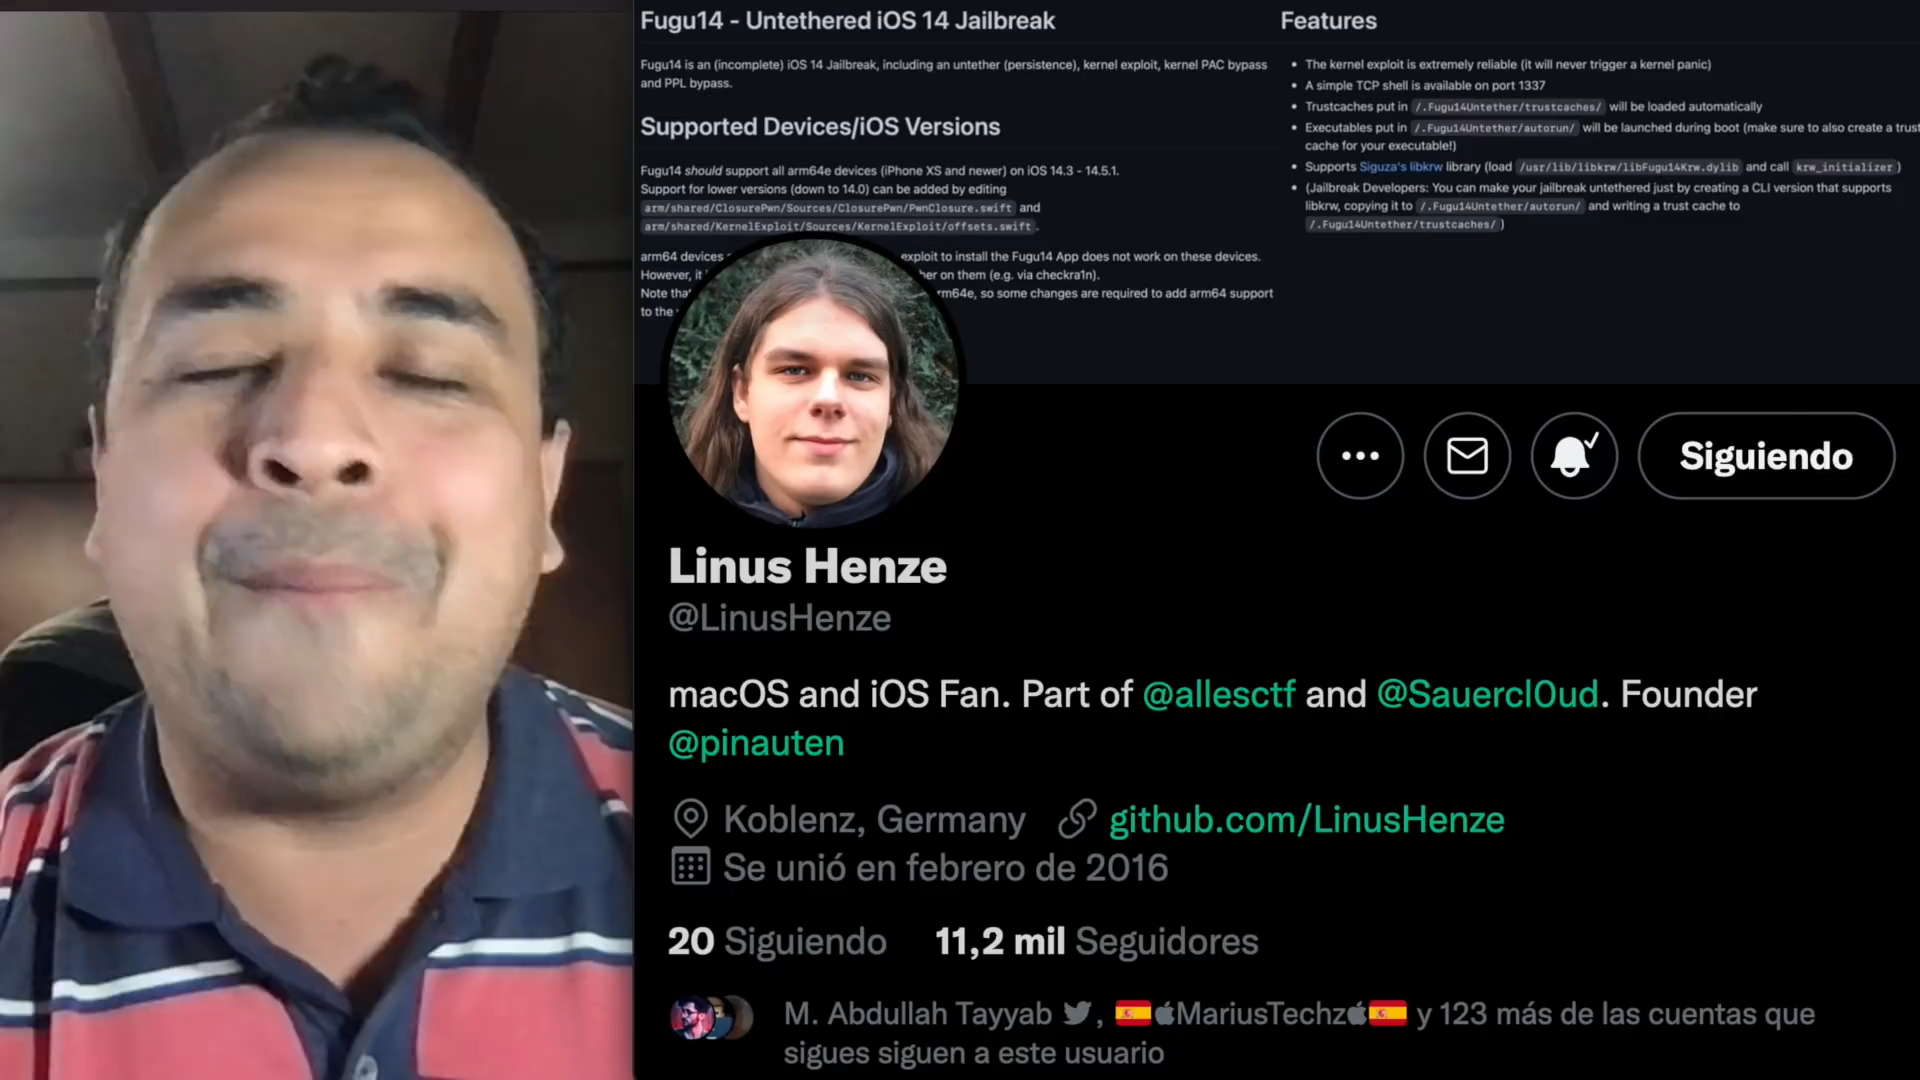 Fugu14 - Untethered iOS 14 Jailbreak
Fugu14 is an (incomplete) iOS 14 Jailbreak, including an untether (persistence), kernel exploit, kernel PAC bypass
and PPL bypass.
Supported Devices/iOS Versions
Fugu14 should support all arm64e devices (iPhone XS and newer) on iOS 14.3 - 14.5.1.
Support for lower versions (down to 14.0) can be added by editing
arm/shared/ClosurePwn/Sources/ClosurePwn/PwnClosure.swift and
arm/shared/KernelExploit/Sources/KernelExploit/offsets.swift.
arm64 devices exploit to install the Fugu14 App does not work on these devices.
However, it on them (e.g. via checkra1n).
Note so some changes are required to add arm64 support
to the
Features
• The kernel exploit is extremely reliable (it will never trigger a kernel panic)
• A simple TCP shell is available on port 1337
• Trustcaches put in /.Fugu14Untether/trustcaches/ will be loaded automatically
• Executables put in /.Fugu14Untether/autorun/ will be launched during boot (make sure to also create a trust
cache for your executable!)
• Supports Siguza's libkrw library (load /usr/lib/libkrw/libFugu14Krw.dylib and call krw_initializer)
• (Jailbreak Developers: You can make your jailbreak untethered just by creating a CLI version that supports
libkrw, copying it to /.Fugu14Untether/autorun/ and writing a trust cache to
/.Fugu14Untether/trustcaches/)
Siguiendo
Linus Henze
@LinusHenze
macOS and iOS Fan. Part of @allesctf and @Sauercl0ud. Founder
@pinauten
Koblenz, Germany github.com/LinusHenze
Se unió en febrero de 2016
20 Siguiendo 11,2 mil Seguidores
M. Abdullah Tayyab, MariusTechz y 123 más de las cuentas que
sigues siguen a este usuario